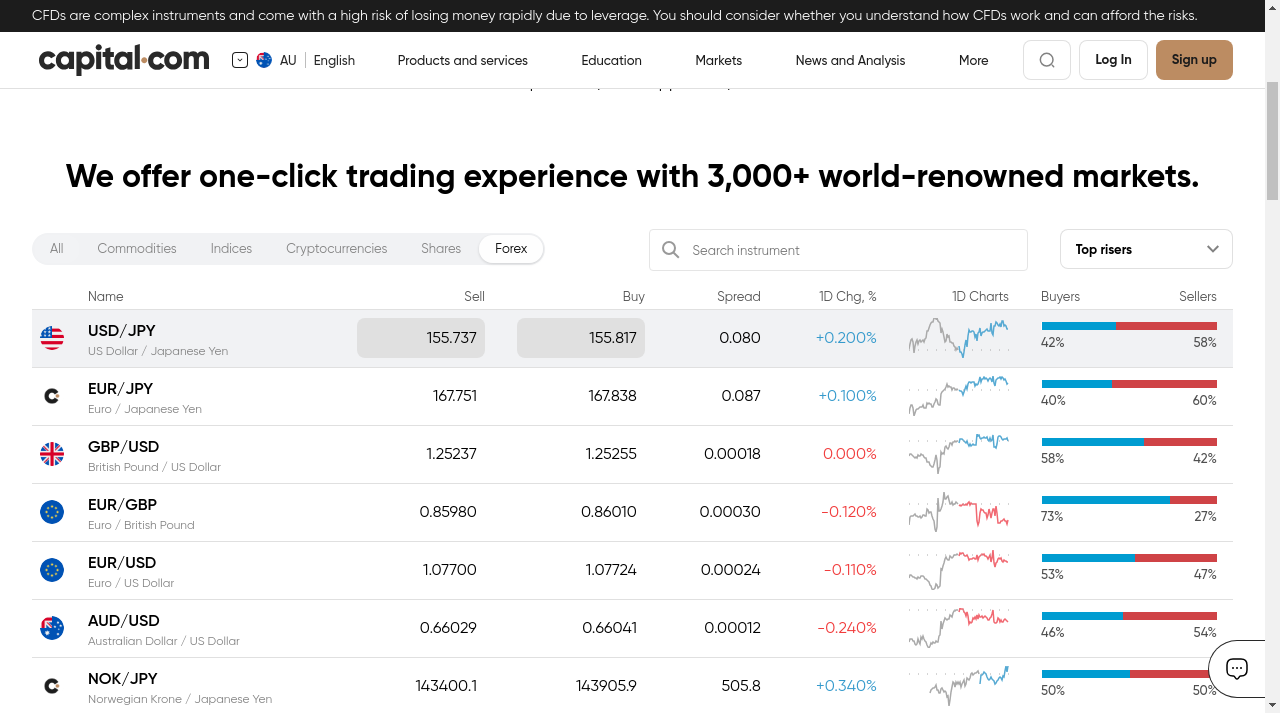 CFDs are complex instruments and come with a high risk of losing money rapidly due to leverage. You should consider whether you understand how CFDs work and can afford the risks.
capital.com AU English Products and services Education Markets News and Analysis More Log In Sign up
We offer one-click trading experience with 3,000+ world-renowned markets.
All Commodities Indices Cryptocurrencies Shares Forex Search instrument Top risers
Name Sell Buy Spread 1D Chg, % 1D Charts Buyers Sellers
USD/JPY 155.737 155.817 0.080 +0.200%
US Dollar / Japanese Yen 42% 58%
EUR/JPY 167.751 167.838 0.087 +0.100%
Euro / Japanese Yen 40% 60%
GBP/USD 1.25237 1.25255 0.00018 0.000%
British Pound / US Dollar 58% 42%
EUR/GBP 0.85980 0.86010 0.00030 -0.120%
Euro / British Pound 73% 27%
EUR/USD 1.07700 1.07724 0.00024 -0.110%
Euro / US Dollar 53% 47%
AUD/USD 0.66029 0.66041 0.00012 -0.240%
Australian Dollar / US Dollar 46% 54%
NOK/JPY 143400.1 143905.9 505.8 +0.340%
Norwegian Krone / Japanese Yen 50% 50%